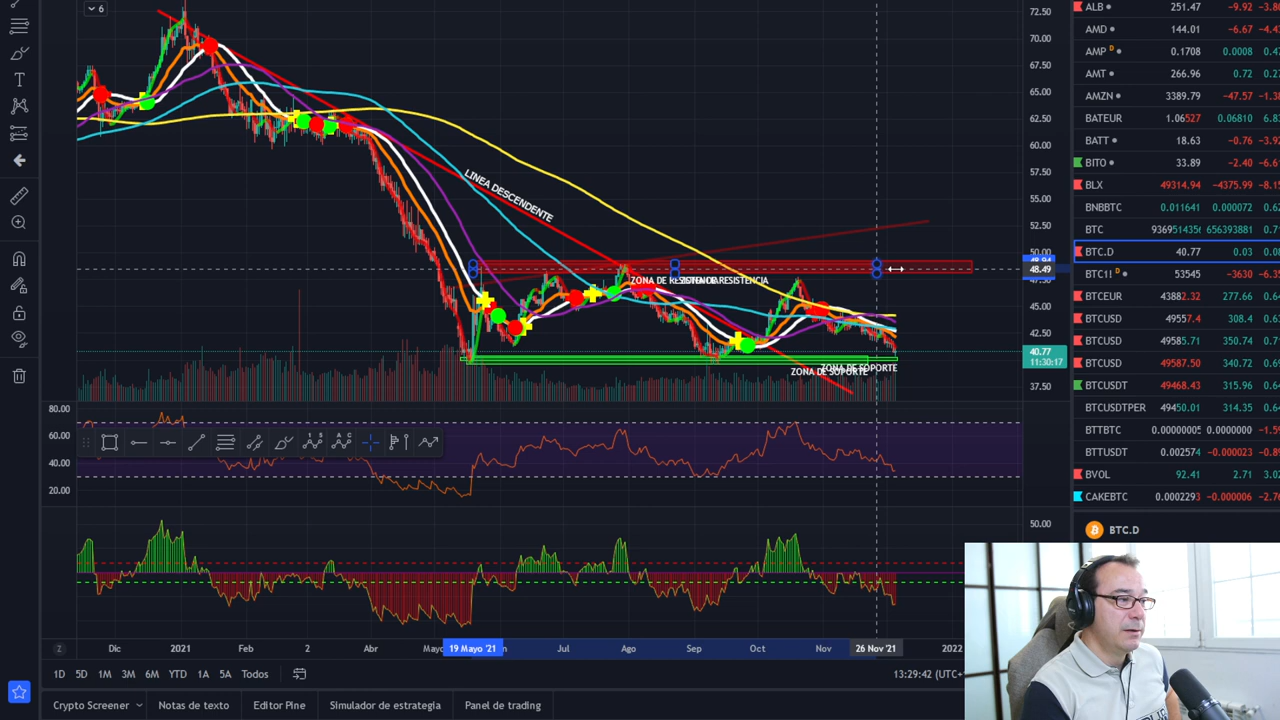 6
72.50
70.00
67.50
65.00
62.50
60.00
57.50
55.00
52.50
50.00
48.49
45.00
42.50
40.77
11:30:17
37.50
LINEA DESCENDENTE
ZONA DE SOPORTE
ZONA DE SOPORTE
80.00
60.00
40.00
20.00
50.00
Dic
2021
Feb
2
Abr
19 Mayo '21
Jul
Ago
Sep
Oct
Nov
26 Nov '21
2022
1D 5D 1M 3M 6M YTD 1A 5A Todos
13:29:42 (UTC+
Crypto Screener Notas de texto Editor Pine Simulador de estrategia Panel de trading
ALB 251.47 -9.92 -3.80
AMD 144.01 -6.67
AMP D 0.1708 0.0008
AMT 266.96 0.72
AMZN 3389.79 -47.57
BATEUR 1.06527 0.06810
BATT 18.63 -0.76
BITO 33.89 -2.40
BLX 49314.94 -4375.99
BNBBTC 0.011641 0.000072
BTC
BTC.D 40.77 0.03
BTC1! D 53545 -3630
BTCEUR 43882.32 277.66
BTCUSD 49557.4 308.4
BTCUSD 49585.71 350.74
BTCUSD 49587.50 340.72
BTCUSDT 49468.43 315.96
BTCUSDTPER 49450.01 314.35
BTTBTC 0.0000000 0.0000000
BTTUSDT 0.002574 -0.000023
BVOL 92.41 2.71
CAKEBTC 0.0002293 -0.000006
BTC.D